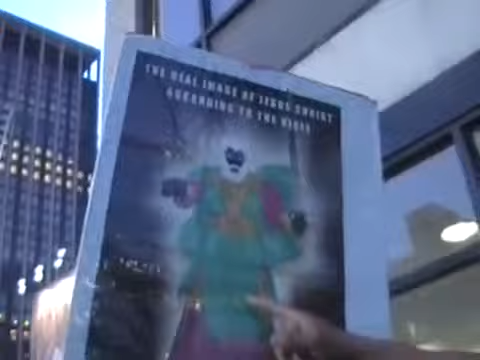 THE REAL IMAGE OF JESUS CHRIST
ACCORDING TO THE BIBLE